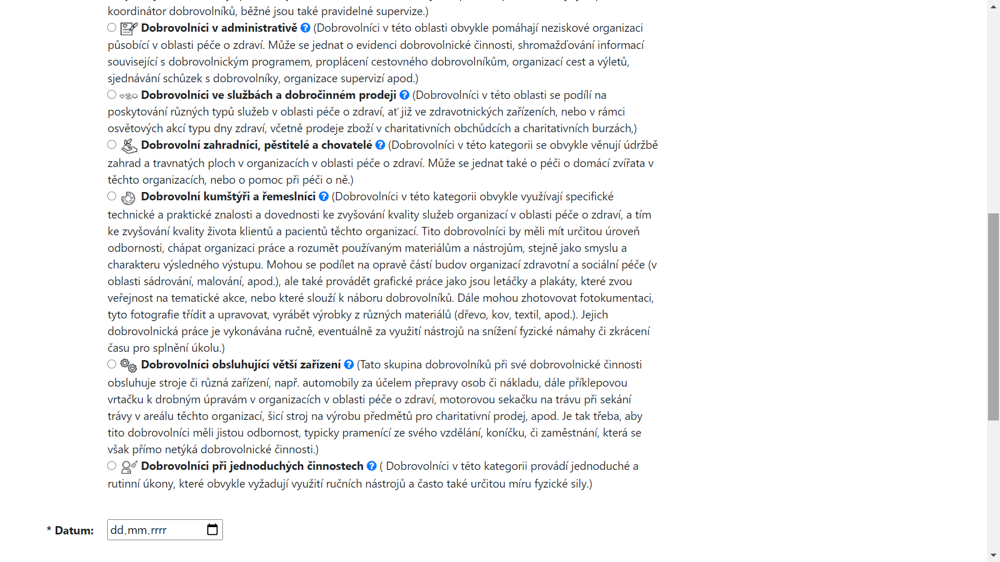 koordinátor dobrovolníků, běžné jsou také pravidelné supervize.)
Dobrovolníci v administrativě ? (Dobrovolníci v této oblasti obvykle pomáhají neziskové organizaci
působící v oblasti péče o zdraví. Může se jednat o evidenci dobrovolnické činnosti, shromažďování informací
související s dobrovolnickým programem, proplácení cestovného dobrovolníkům, organizací cest a výletů,
sjednávání schůzek s dobrovolníky, organizace supervizí apod.)
Dobrovolníci ve službách a dobročinném prodeji ? (Dobrovolníci v této oblasti se podílí na
poskytování různých typů služeb v oblasti péče o zdraví, ať již ve zdravotnických zařízeních, nebo v rámci
osvětových akcí typu dny zdraví, včetně prodeje zboží v charitativních obchůdcích a charitativních burzách,)
Dobrovolní zahradníci, pěstitelé a chovatelé ? (Dobrovolníci v této kategorii se obvykle věnují údržbě
zahrad a travnatých ploch v organizacích v oblasti péče o zdraví. Může se jednat také o péči o domácí zvířata v
těchto organizacích, nebo o pomoc při péči o ně.)
Dobrovolní kumštýři a řemeslníci ? (Dobrovolníci v této kategorii obvykle využívají specifické
technické a praktické znalosti a dovednosti ke zvyšování kvality služeb organizací v oblasti péče o zdraví, a tím
ke zvyšování kvality života klientů a pacientů těchto organizací. Tito dobrovolníci by měli mít určitou úroveň
odbornosti, chápat organizaci práce a rozumět používaným materiálům a nástrojům, stejně jako smyslu a
charakteru výsledného výstupu. Mohou se podílet na opravě částí budov organizací zdravotní a sociální péče (v
oblasti sádrování, malování, apod.), ale také provádět grafické práce jako jsou letáčky a plakáty, které zvou
veřejnost na tematické akce, nebo které slouží k náboru dobrovolníků. Dále mohou zhotovovat fotokumentaci,
tyto fotografie třídit a upravovat, vyrábět výrobky z různých materiálů (dřevo, kov, textil, apod.). Jejich
dobrovolnická práce je vykonávána ručně, eventuálně za využití nástrojů na snížení fyzické námahy či zkrácení
času pro splnění úkolu.)
Dobrovolníci obsluhující větší zařízení ? (Tato skupina dobrovolníků při své dobrovolnické činnosti
obsluhuje stroje či různá zařízení, např. automobily za účelem přepravy osob či nákladu, dále příklepovou
vrtačku k drobným úpravám v organizacích v oblasti péče o zdraví, motorovou sekačku na trávu při sekání
trávy v areálu těchto organizací, šicí stroj na výrobu předmětů pro charitativní prodej, apod. Je tak třeba, aby
tito dobrovolníci měli jistou odbornost, typicky pramenící ze svého vzdělání, koníčku, či zaměstnání, která se
však přímo netýká dobrovolnické činnosti.)
Dobrovolníci při jednoduchých činnostech ? ( Dobrovolníci v této kategorii provádí jednoduché a
rutinní úkony, které obvykle vyžadují využití ručních nástrojů a často také určitou míru fyzické sily.)
* Datum: dd.mm.rrrr